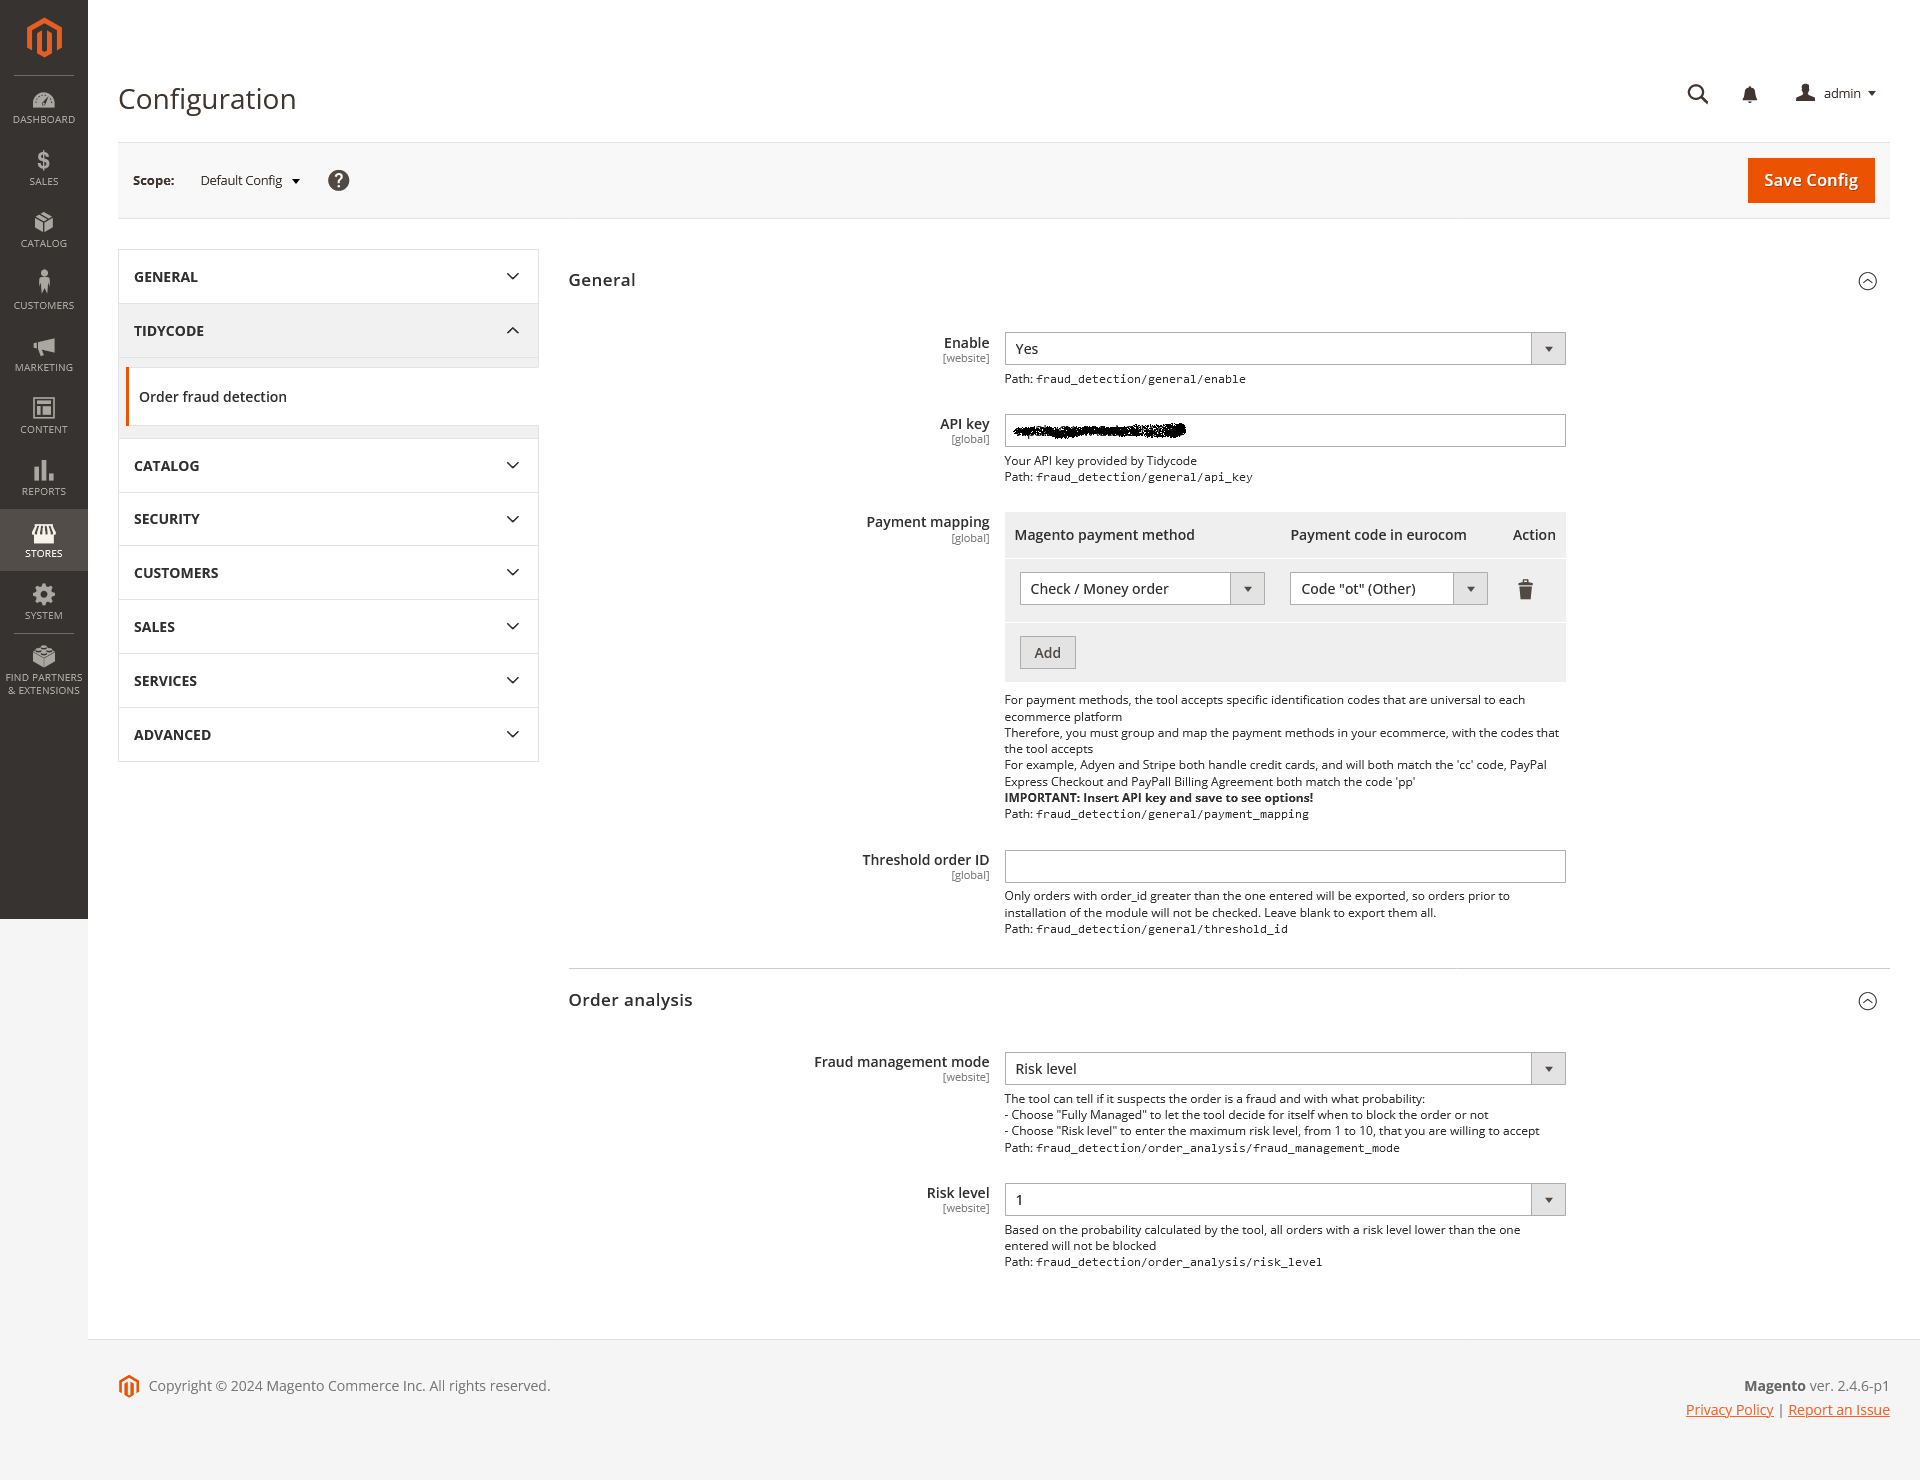 DASHBOARD
SALES
CATALOG
CUSTOMERS
MARKETING
CONTENT
REPORTS
STORES
SYSTEM
FIND PARTNERS
& EXTENSIONS
Configuration
admin
Scope: Default Config ?
Save Config
GENERAL
TIDYCODE
Order fraud detection
CATALOG
SECURITY
CUSTOMERS
SALES
SERVICES
ADVANCED
General
Enable
[website]
Yes
Path: fraud_detection/general/enable
API key
[global]
Your API key provided by Tidycode
Path: fraud_detection/general/api_key
Payment mapping
[global]
Magento payment method Payment code in eurocom Action
Check / Money order Code "ot" (Other)
Add
For payment methods, the tool accepts specific identification codes that are universal to each
ecommerce platform
Therefore, you must group and map the payment methods in your ecommerce, with the codes that
the tool accepts
For example, Adyen and Stripe both handle credit cards, and will both match the 'cc' code, PayPal
Express Checkout and PayPall Billing Agreement both match the code 'pp'
IMPORTANT: Insert API key and save to see options!
Path: fraud_detection/general/payment_mapping
Threshold order ID
[global]
Only orders with order_id greater than the one entered will be exported, so orders prior to
installation of the module will not be checked. Leave blank to export them all.
Path: fraud_detection/general/threshold_id
Order analysis
Fraud management mode
[website]
Risk level
The tool can tell if it suspects the order is a fraud and with what probability:
- Choose "Fully Managed" to let the tool decide for itself when to block the order or not
- Choose "Risk level" to enter the maximum risk level, from 1 to 10, that you are willing to accept
Path: fraud_detection/order_analysis/fraud_management_mode
Risk level
[website]
1
Based on the probability calculated by the tool, all orders with a risk level lower than the one
entered will not be blocked
Path: fraud_detection/order_analysis/risk_level
Copyright © 2024 Magento Commerce Inc. All rights reserved.
Magento ver. 2.4.6-p1
Privacy Policy | Report an Issue